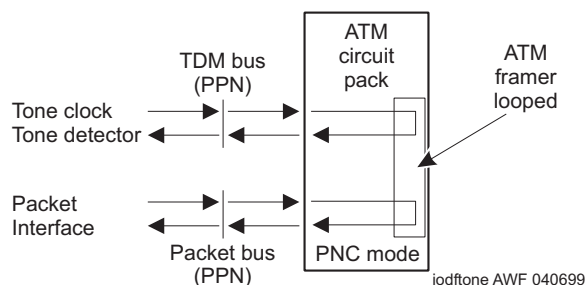 ATM
circuit
pack
TDM bus
(PPN)
ATM
framer
looped
Tone clock
Tone detector
Packet
Interface
Packet bus
(PPN)
PNC mode
iodftone AWF 040699